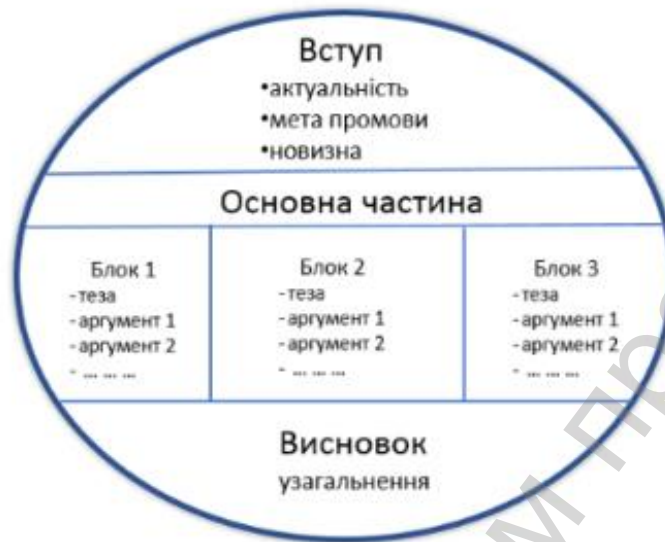 Вступ
•актуальність
•мета промови
•новизна
Основна частина
Блок 1
-теза
-аргумент 1
-аргумент 2
- ... ... ...
Блок 2
-теза
-аргумент 1
-аргумент 2
- ... ... ...
Блок 3
-теза
-аргумент 1
-аргумент 2
- ... ... ...
Висновок
узагальнення